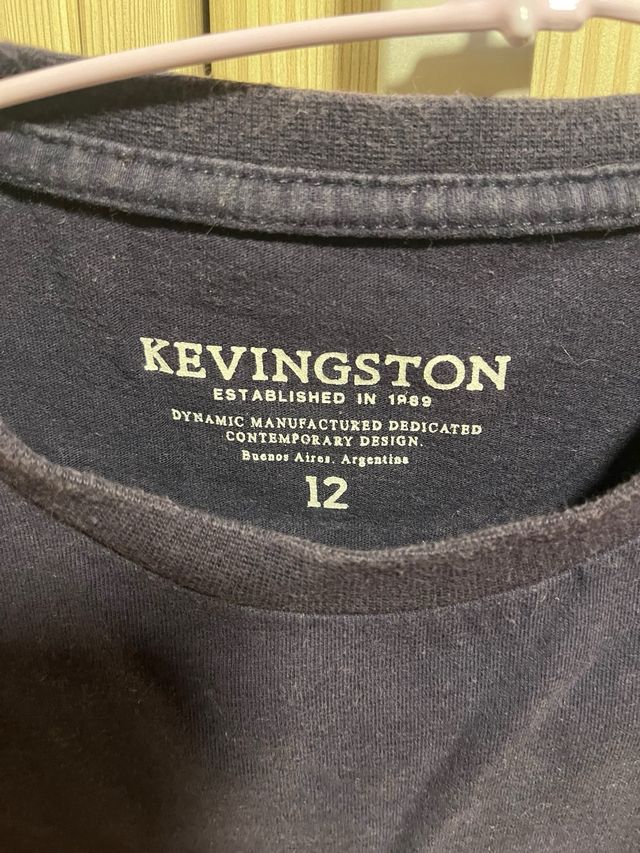 KEVINGSTON
ESTABLISHED IN 1989
DYNAMIC MANUFACTURED DEDICATED
CONTEMPORARY DESIGN.
Buenos Aires. Argentina
12